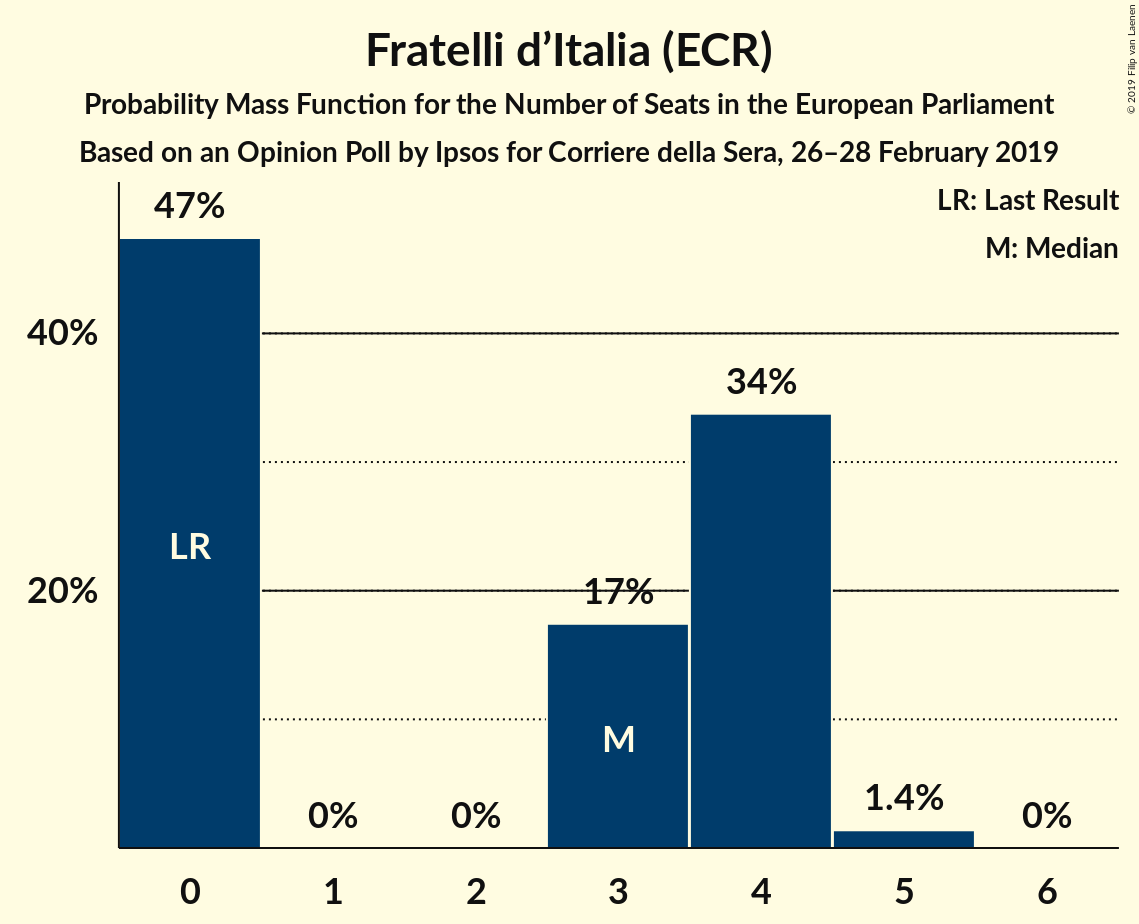 Fratelli d’Italia (ECR)
Probability Mass Function for the Number of Seats in the European Parliament
Based on an Opinion Poll by Ipsos for Corriere della Sera, 26–28 February 2019
© 2019 Filip van Laenen
LR: Last Result
M: Median
47%
40%
34%
LR
20%
17%
M
1.4%
0%
0%
0%
0 1 2 3 4 5 6